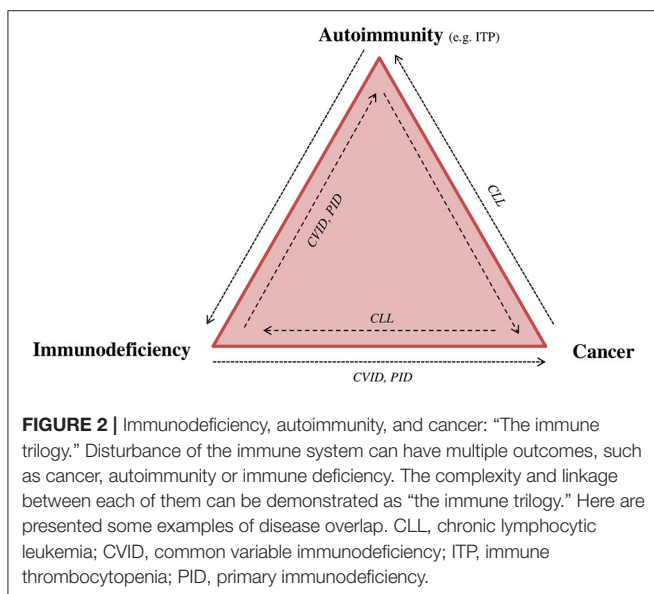 Autoimmunity (e.g. ITP)
CLL
CVID, PID
CLL
Immunodeficiency
Cancer
CVID, PID
FIGURE 2 | Immunodeficiency, autoimmunity, and cancer: “The immune
trilogy.” Disturbance of the immune system can have multiple outcomes, such
as cancer, autoimmunity or immune deficiency. The complexity and linkage
between each of them can be demonstrated as “the immune trilogy.” Here are
presented some examples of disease overlap. CLL, chronic lymphocytic
leukemia; CVID, common variable immunodeficiency; ITP, immune
thrombocytopenia; PID, primary immunodeficiency.